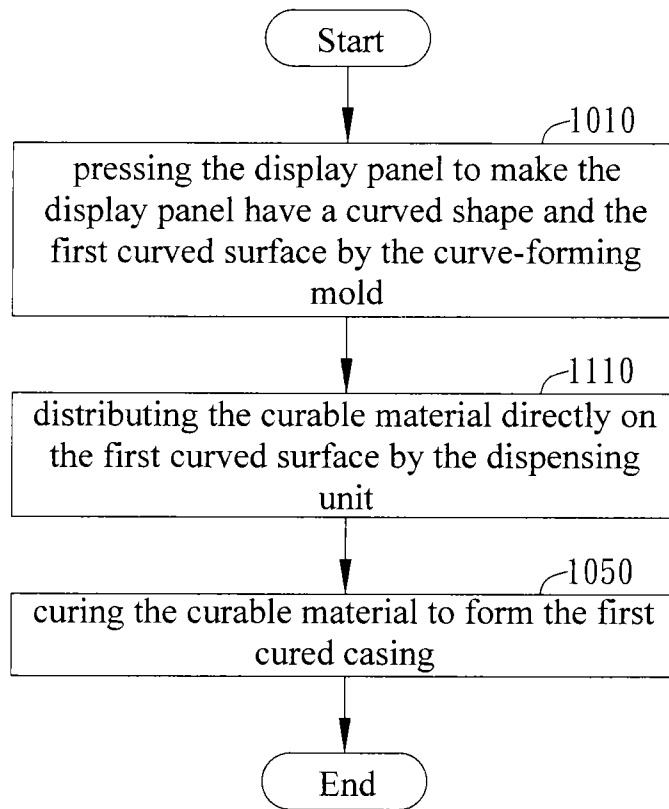 Start
1010
pressing the display panel to make the
display panel have a curved shape and the
first curved surface by the curve-forming
mold
1110
distributing the curable material directly on
the first curved surface by the dispensing
unit
1050
curing the curable material to form the first
cured casing
End